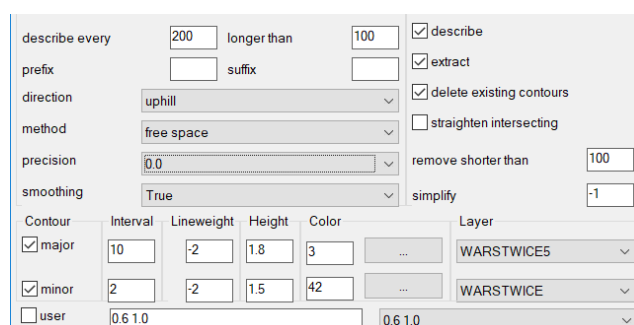 describe every 200 longer than 100 describe
prefix suffix extract
direction uphill delete existing contours
method free space straighten intersecting
precision 0.0 remove shorter than 100
smoothing True simplify -1
Contour Interval Lineweight Height Color Layer
major 10 -2 1.8 3 ... WARSTWICE5
minor 2 -2 1.5 42 ... WARSTWICE
user 0.6 1.0 0.6 1.0